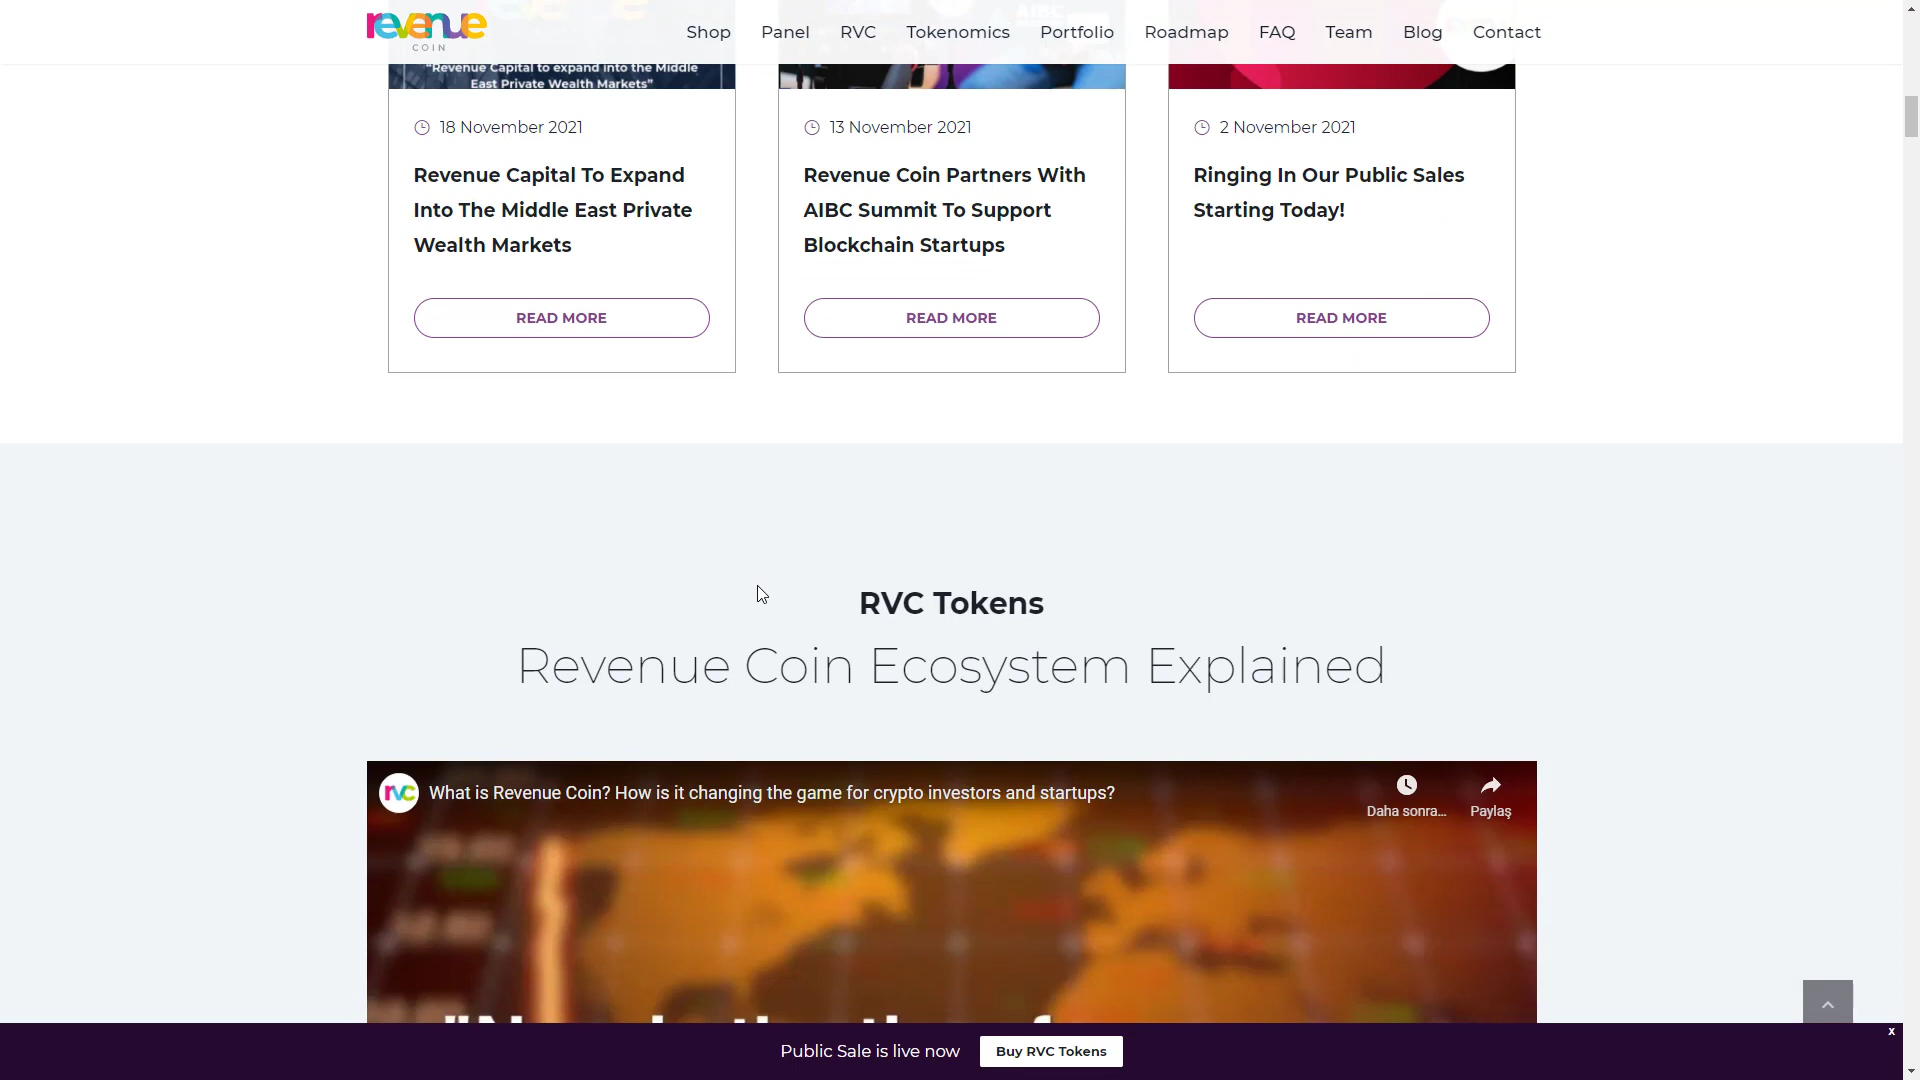 revenue
COIN
Shop Panel RVC Tokenomics Portfolio Roadmap FAQ Team Blog Contact
"Revenue Capital to expand into the Middle
East Private Wealth Markets"
AIBC
18 November 2021
Revenue Capital To Expand
Into The Middle East Private
Wealth Markets
READ MORE
13 November 2021
Revenue Coin Partners With
AIBC Summit To Support
Blockchain Startups
READ MORE
2 November 2021
Ringing In Our Public Sales
Starting Today!
READ MORE
RVC Tokens
Revenue Coin Ecosystem Explained
rvc
What is Revenue Coin? How is it changing the game for crypto investors and startups?
Daha sonra...
Paylaş
Public Sale is live now
Buy RVC Tokens
x